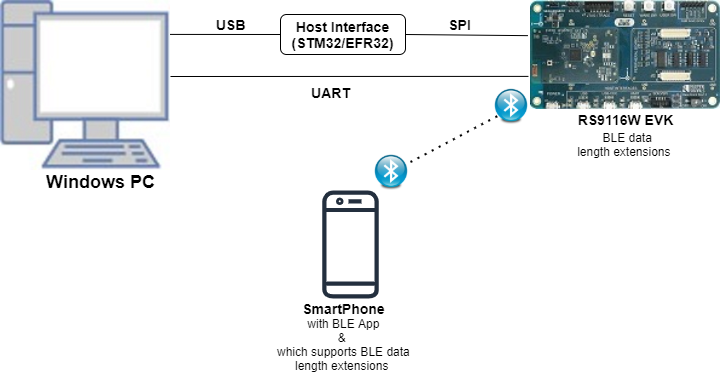 USB
Host Interface
(STM32/EFR32)
SPI
UART
RS9116W EVK
BLE data
length extensions
Windows PC
SmartPhone
with BLE App
&
which supports BLE data
length extensions